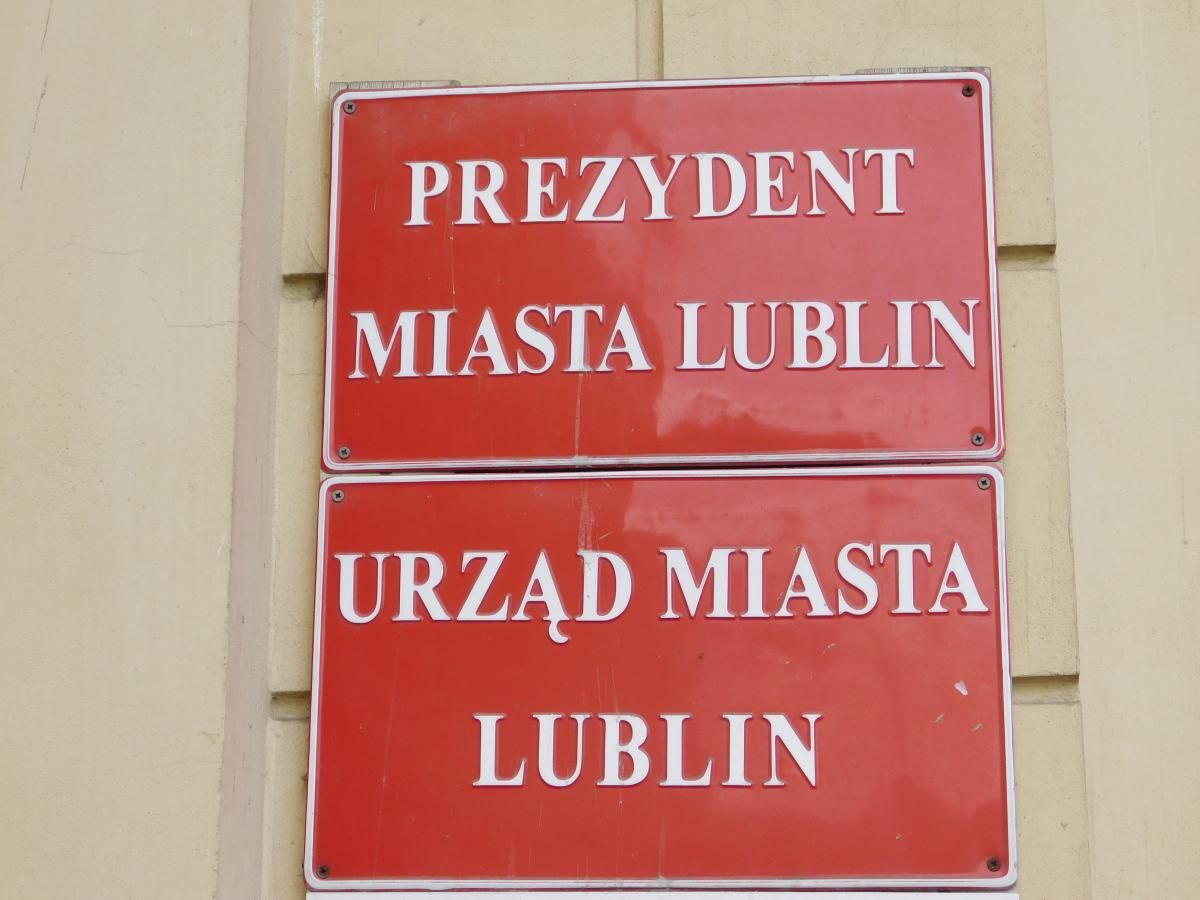 PREZYDENT
MIASTA LUBLIN
URZĄD MIASTA
LUBLIN